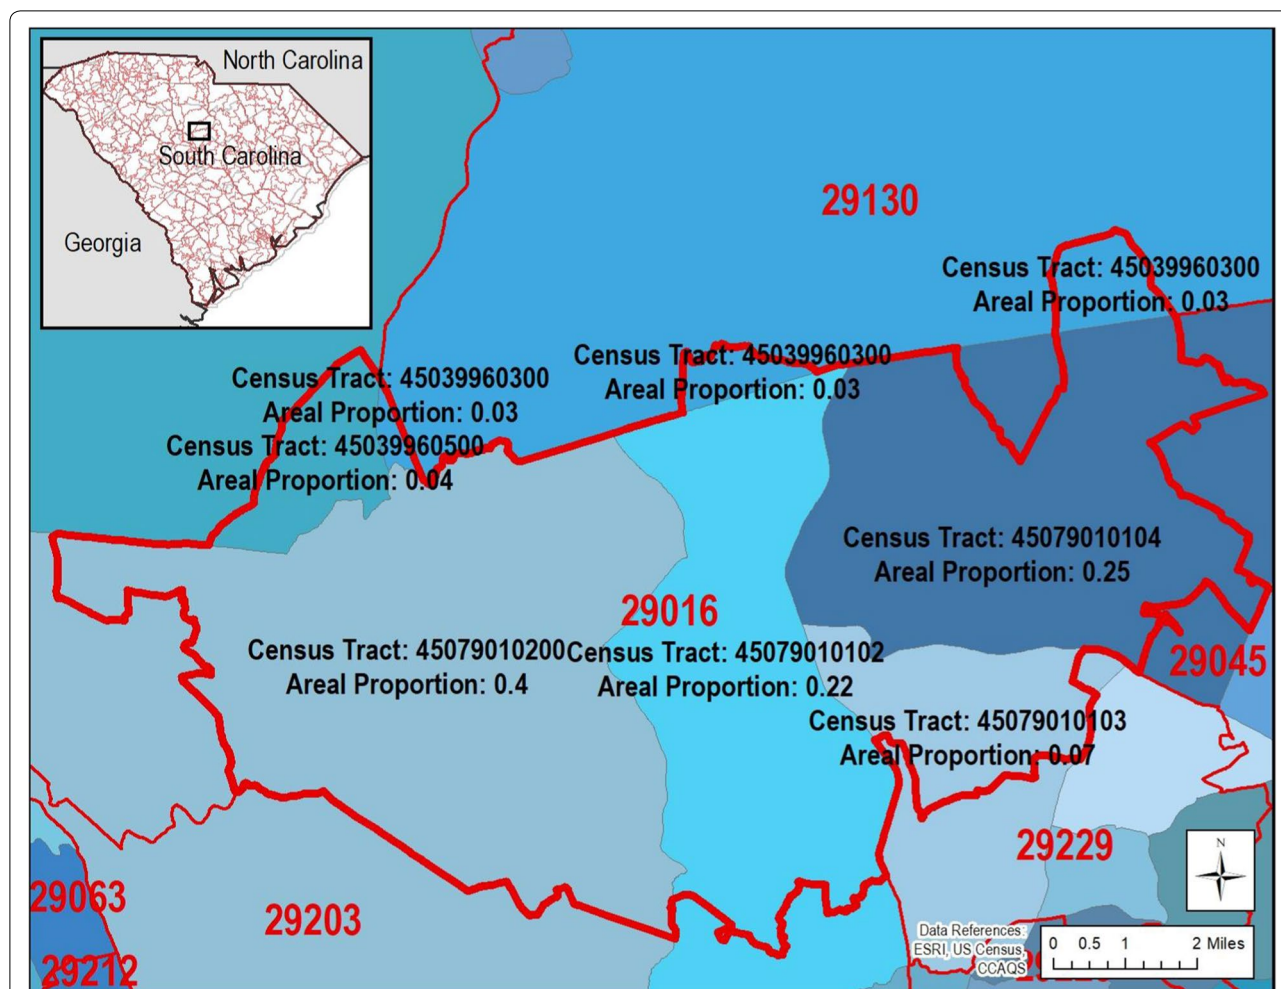 North Carolina
South Carolina
Georgia
29130
Census Tract: 45039960300
Areal Proportion: 0.03
Census Tract: 45039960300
Areal Proportion: 0.03
Census Tract: 45039960300
Areal Proportion: 0.03
Census Tract: 45039960500
Areal Proportion: 0.04
Census Tract: 45079010104
Areal Proportion: 0.25
29016
Census Tract: 45079010200
Areal Proportion: 0.4
Census Tract: 45079010102
Areal Proportion: 0.22
29045
Census Tract: 45079010103
Areal Proportion: 0.07
29229
29063
29203
29212
N
Data References:
ESRI, US Census,
CCAQS
0 0.5 1 2 Miles